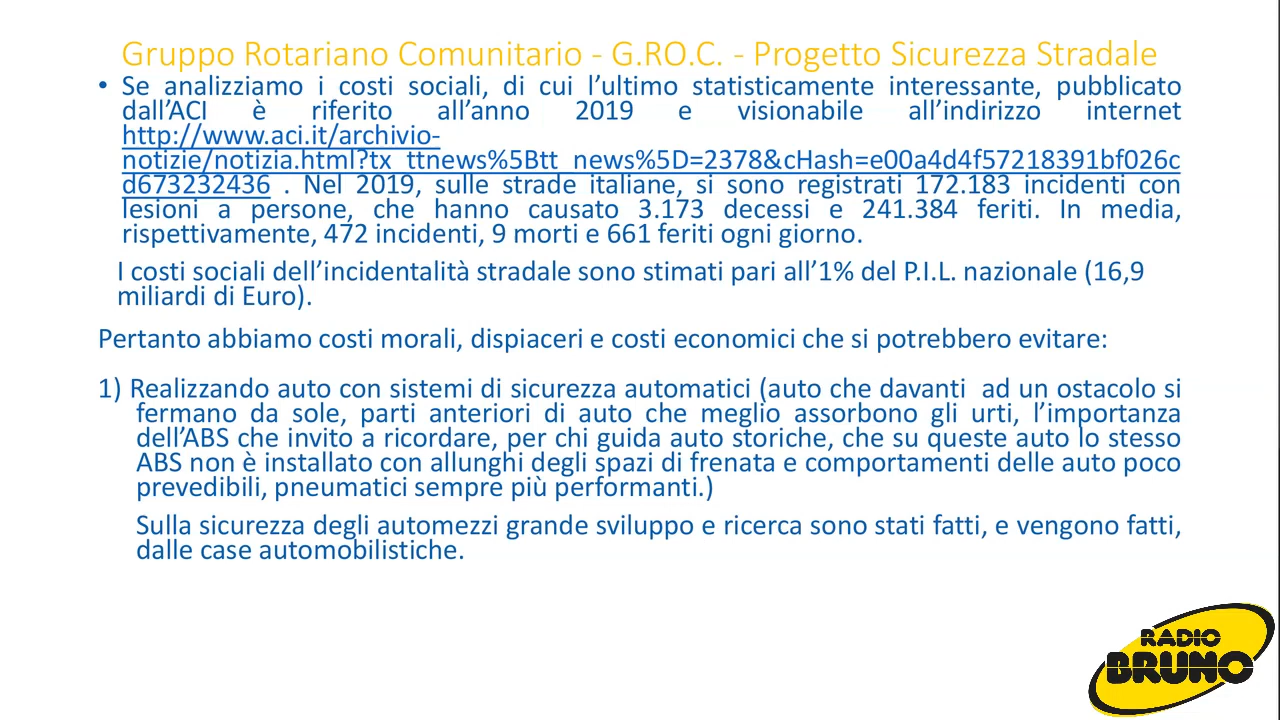 Gruppo Rotariano Comunitario - G.RO.C. - Progetto Sicurezza Stradale
• Se analizziamo i costi sociali, di cui l’ultimo statisticamente interessante, pubblicato
dall’ACI è riferito all’anno 2019 e visionabile all’indirizzo internet
http://www.aci.it/archivio-
notizie/notizia.html?tx_ttnews%5Btt_news%5D=2378&cHash=e00a4d4f57218391bf026c
d673232436 . Nel 2019, sulle strade italiane, si sono registrati 172.183 incidenti con
lesioni a persone, che hanno causato 3.173 decessi e 241.384 feriti. In media,
rispettivamente, 472 incidenti, 9 morti e 661 feriti ogni giorno.
I costi sociali dell’incidentalità stradale sono stimati pari all’1% del P.I.L. nazionale (16,9
miliardi di Euro).
Pertanto abbiamo costi morali, dispiaceri e costi economici che si potrebbero evitare:
1) Realizzando auto con sistemi di sicurezza automatici (auto che davanti ad un ostacolo si
fermano da sole, parti anteriori di auto che meglio assorbono gli urti, l’importanza
dell’ABS che invito a ricordare, per chi guida auto storiche, che su queste auto lo stesso
ABS non è installato con allunghi degli spazi di frenata e comportamenti delle auto poco
prevedibili, pneumatici sempre più performanti.)
Sulla sicurezza degli automezzi grande sviluppo e ricerca sono stati fatti, e vengono fatti,
dalle case automobilistiche.
RADIO
BRUNO